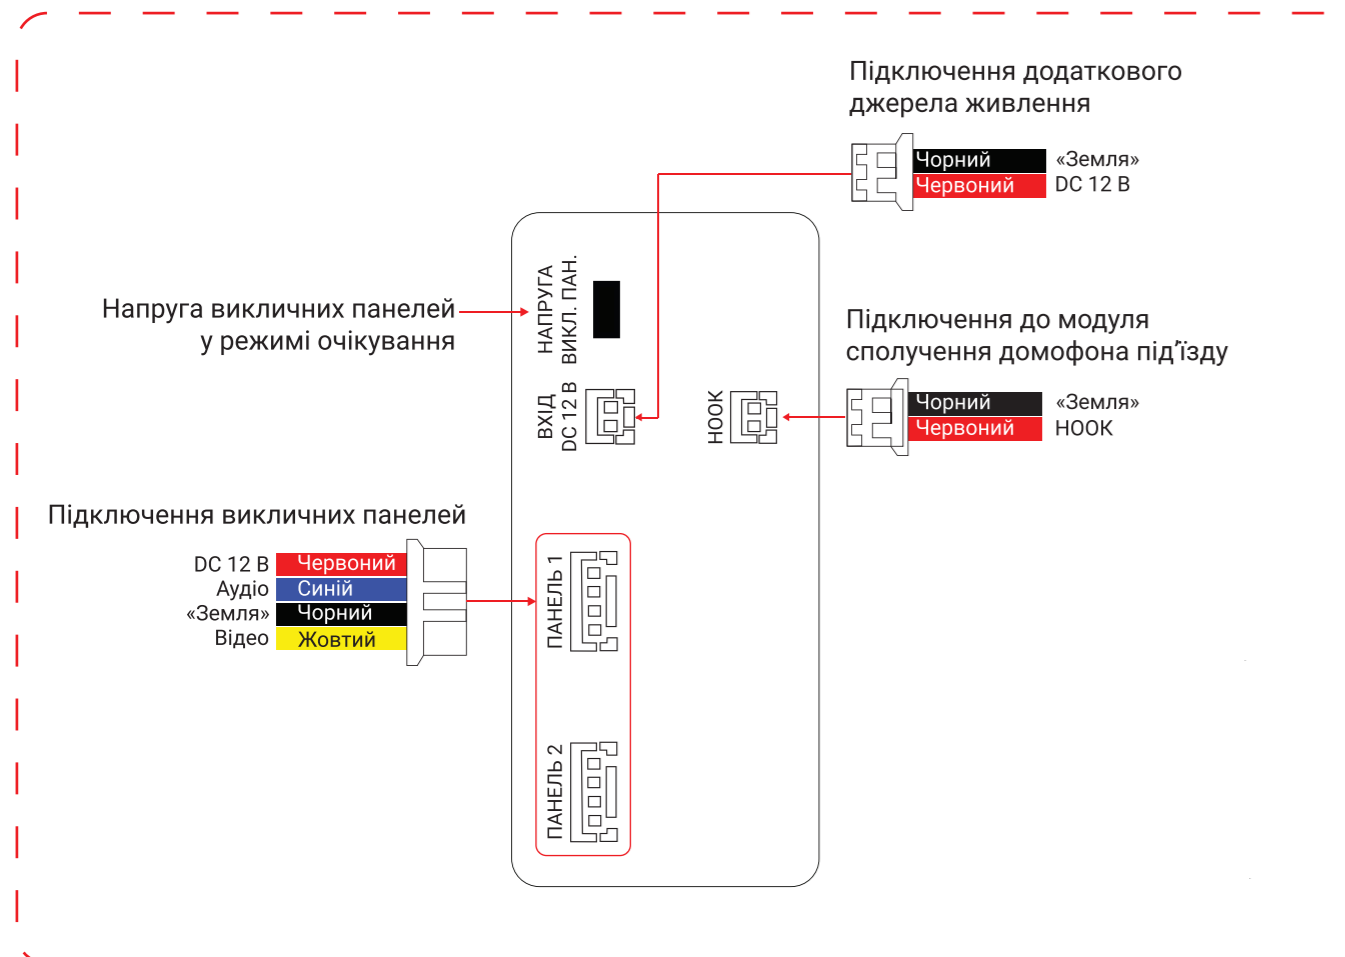 Підключення додаткового
джерела живлення
Чорний «Земля»
Червоний DC 12 В
НАПРУГА
ВИКЛ. ПАН.
Напруга викличних панелей
у режимі очікування
Підключення до модуля
сполучення домофона під’їзду
Чорний «Земля»
Червоний HOOK
ВХІД
DC 12 В
HOOK
Підключення викличних панелей
DC 12 В Червоний
Аудіо Синій
«Земля» Чорний
Відео Жовтий
ПАНЕЛЬ 1
ПАНЕЛЬ 2